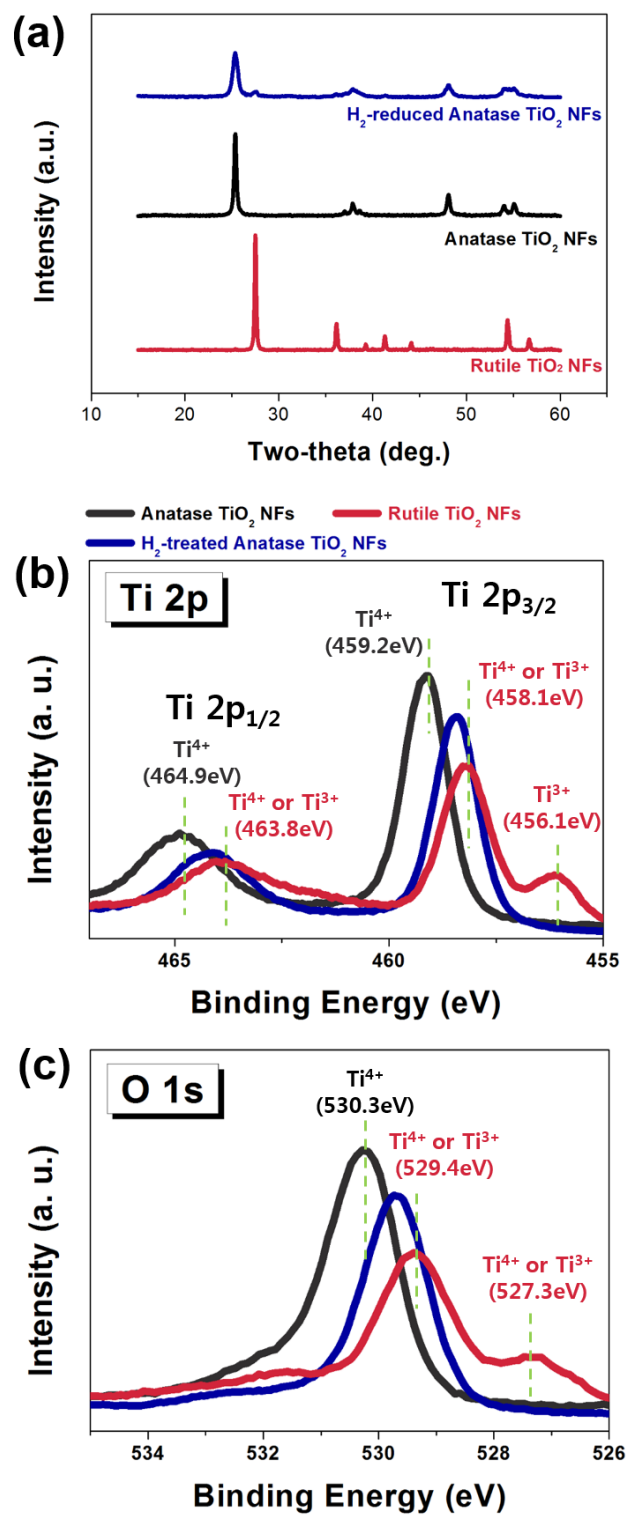 (a)
Intensity (a.u.)
H₂-reduced Anatase TiO₂ NFs
Anatase TiO₂ NFs
Rutile TiO₂ NFs
10 20 30 40 50 60
Two-theta (deg.)
Anatase TiO₂ NFs Rutile TiO₂ NFs
H₂-treated Anatase TiO₂ NFs
(b)
Ti 2p
Ti 2p₃/₂
Ti⁴⁺
(459.2eV)
Ti⁴⁺ or Ti³⁺
(458.1eV)
Ti 2p₁/₂
Ti⁴⁺
(464.9eV)
Ti⁴⁺ or Ti³⁺
(463.8eV)
Ti³⁺
(456.1eV)
Intensity (a. u.)
465 460 455
Binding Energy (eV)
(c)
O 1s
Ti⁴⁺
(530.3eV)
Ti⁴⁺ or Ti³⁺
(529.4eV)
Ti⁴⁺ or Ti³⁺
(527.3eV)
Intensity (a. u.)
534 532 530 528 526
Binding Energy (eV)